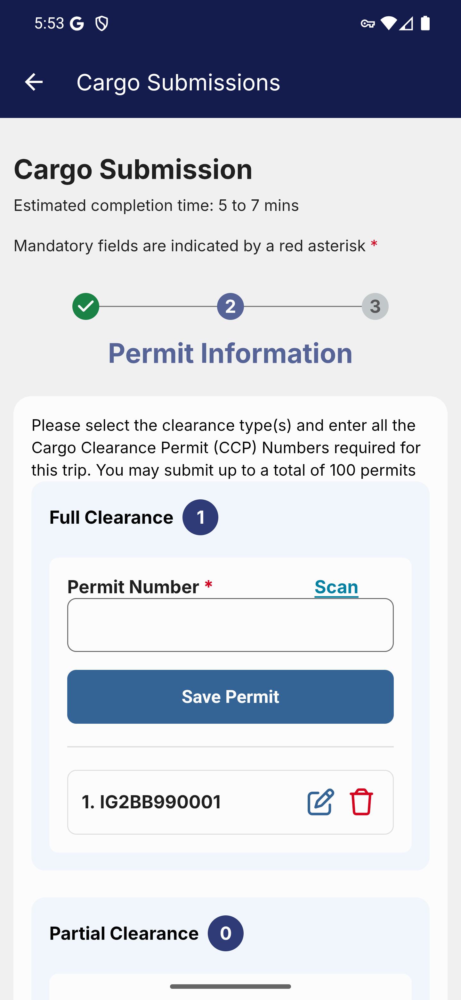 5:53
Cargo Submissions
Cargo Submission
Estimated completion time: 5 to 7 mins
Mandatory fields are indicated by a red asterisk *
2
3
Permit Information
Please select the clearance type(s) and enter all the
Cargo Clearance Permit (CCP) Numbers required for
this trip. You may submit up to a total of 100 permits
Full Clearance 1
Permit Number * Scan
Save Permit
1. IG2BB990001
Partial Clearance 0